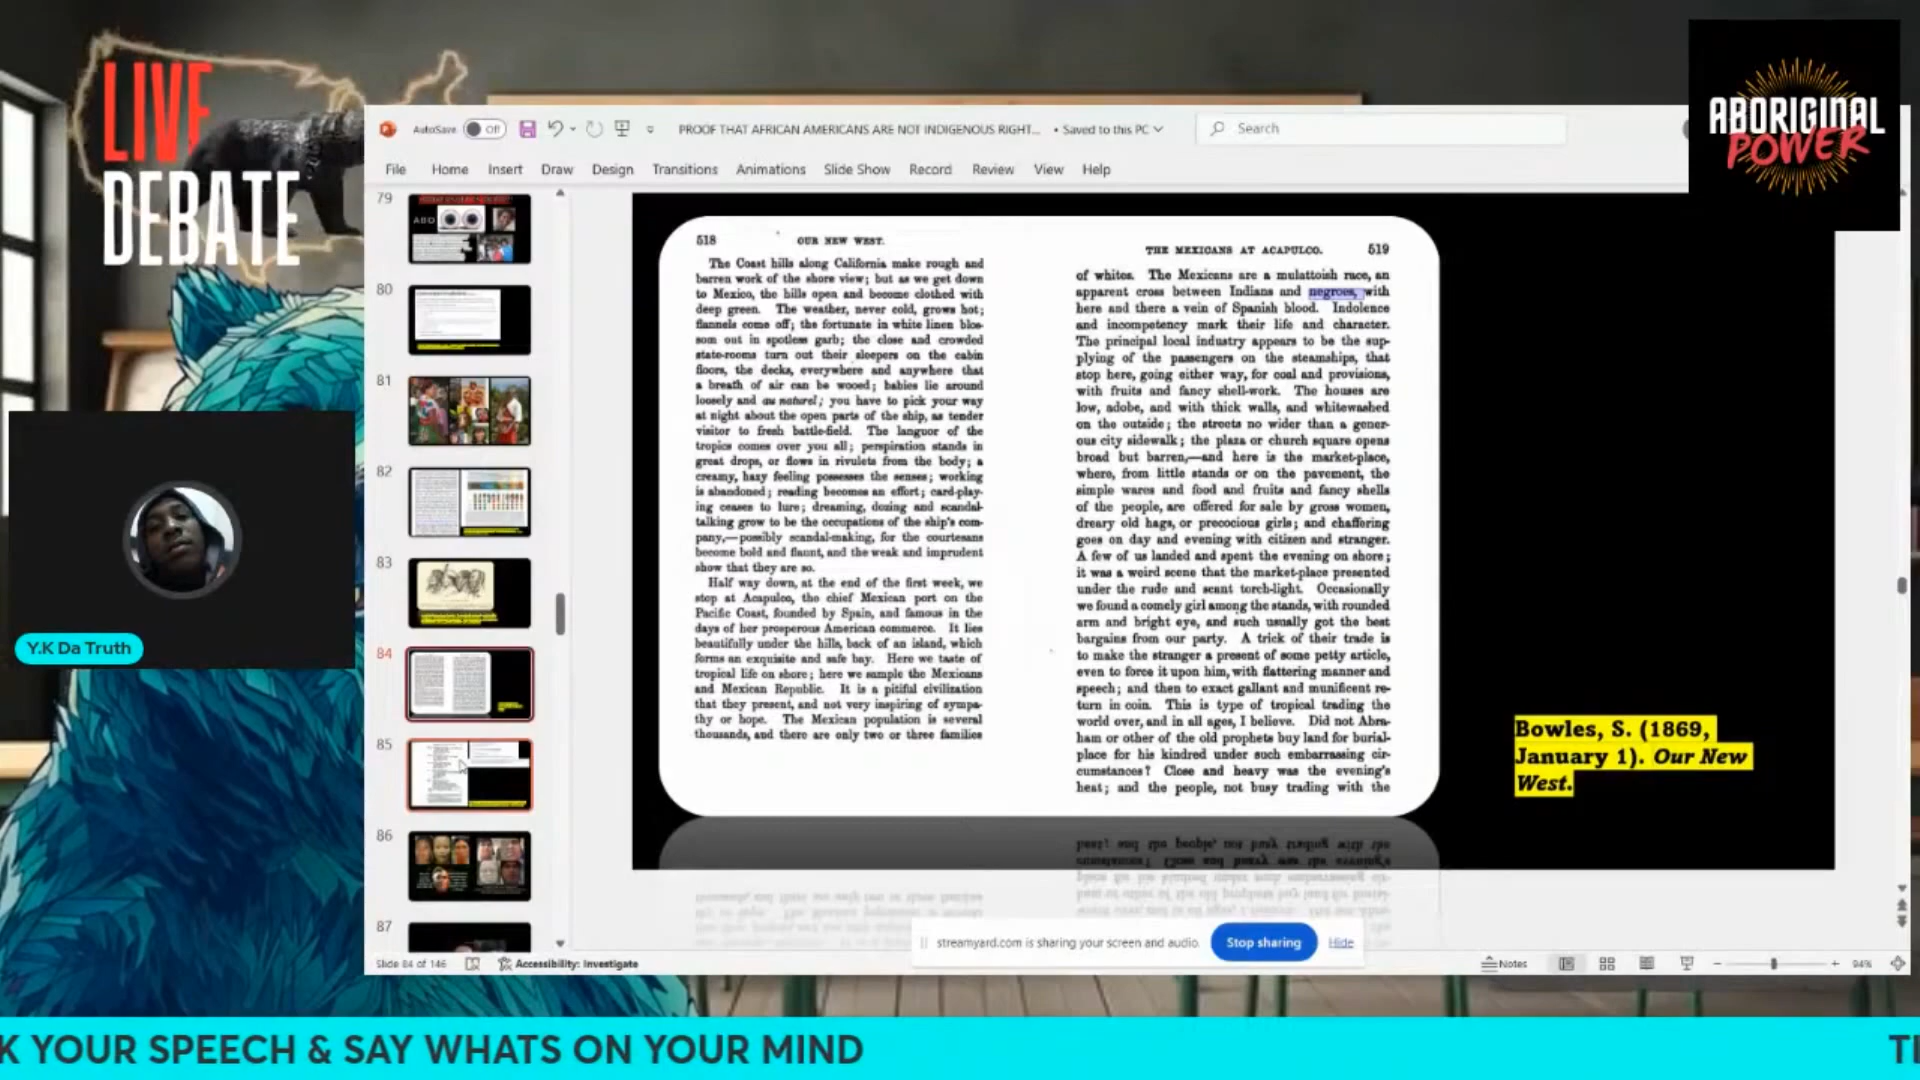 LIVE
DEBATE
ABORIGINAL
POWER
AutoSave Off
PROOF THAT AFRICAN AMERICANS ARE NOT INDIGENOUS RIGHT... • Saved to this PC
Search
File Home Insert Draw Design Transitions Animations Slide Show Record Review View Help
79
80
81
82
83
84
85
86
87
518 OUR NEW WEST.
The Coast hills along California make rough and
barren work of the shore view; but as we get down
to Mexico, the hills open and become clothed with
deep green. The weather, never cold, grows hot;
flannels come off; the fortunate in white linen blos-
som out in spotless garb; the close and crowded
state-rooms turn out their sleepers on the cabin
floors, the decks, everywhere and anywhere that
a breath of air can be wooed; babies lie around
loosely and au naturel; you have to pick your way
at night about the open parts of the ship, as tender
visitor to fresh battle-field. The languor of the
tropics comes over you all; perspiration stands in
great drops, or flows in rivulets from the body; a
creamy, hazy feeling possesses the senses; working
is abandoned; reading becomes an effort; card-play-
ing ceases to lure; dreaming, dozing and scandal-
talking grow to be the occupations of the ship's com-
pany,—possibly scandal-making, for the courtesans
become bold and flaunt, and the weak and imprudent
show that they are so.
Half way down, at the end of the first week, we
stop at Acapulco, the chief Mexican port on the
Pacific Coast, founded by Spain, and famous in the
days of her prosperous American commerce. It lies
beautifully under the hills, back of an island, which
forms an exquisite and safe bay. Here we taste of
tropical life on shore; here we sample the Mexicans
and Mexican Republic. It is a pitiful civilization
that they present, and not very inspiring of sympa-
thy or hope. The Mexican population is several
thousands, and there are only two or three families
THE MEXICANS AT ACAPULCO. 519
of whites. The Mexicans are a mulattoish race, an
apparent cross between Indians and negroes, with
here and there a vein of Spanish blood. Indolence
and incompetency mark their life and character.
The principal local industry appears to be the sup-
plying of the passengers on the steamships, that
stop here, going either way, for coal and provisions,
with fruits and fancy shell-work. The houses are
low, adobe, and with thick walls, and whitewashed
on the outside; the streets no wider than a gener-
ous city sidewalk; the plaza or church square opens
broad but barren,—and here is the market-place,
where, from little stands or on the pavement, the
simple wares and food and fruits and fancy shells
of the people, are offered for sale by gross women,
dreary old hags, or precocious girls; and chaffering
goes on day and evening with citizen and stranger.
A few of us landed and spent the evening on shore;
it was a weird scene that the market-place presented
under the rude and scant torch-light. Occasionally
we found a comely girl among the stands, with rounded
arm and bright eye, and such usually got the best
bargains from our party. A trick of their trade is
to make the stranger a present of some petty article,
even to force it upon him, with flattering manner and
speech; and then to exact gallant and munificent re-
turn in coin. This is type of tropical trading the
world over, and in all ages, I believe. Did not Abra-
ham or other of the old prophets buy land for burial-
place for his kindred under such embarrassing cir-
cumstances? Close and heavy was the evening's
heat; and the people, not busy trading with the
Bowles, S. (1869,
January 1). Our New
West.
Y.K Da Truth
streamyard.com is sharing your screen and audio. Stop sharing Hide
Slide 84 of 146 Accessibility: Investigate Notes 94%
K YOUR SPEECH & SAY WHATS ON YOUR MIND